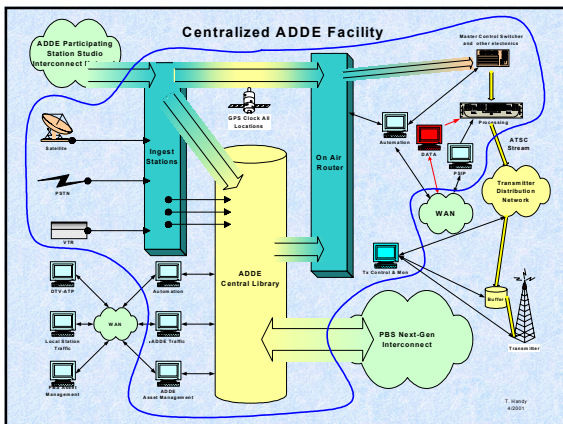 Centralized ADDE Facility
ADDE Participating
Station Studio
Interconnect
Master Control Switcher
and other electonics
GPS Clock All
Locations
Processing
Satellite
Ingest
Stations
On Air
Router
Automation
DATA
PSIP
ATSC
Stream
PSTN
Transmitter
Distribution
Network
WAN
VTR
Tx Control & Mon
ADDE
Central Library
DTV-ATP
Automation
Buffer
WAN
PBS Next-Gen
Interconnect
Local Station
Traffic
ADDE Traffic
Transmitter
Management
ADDE
Asset Management
T. Handy
4/2001